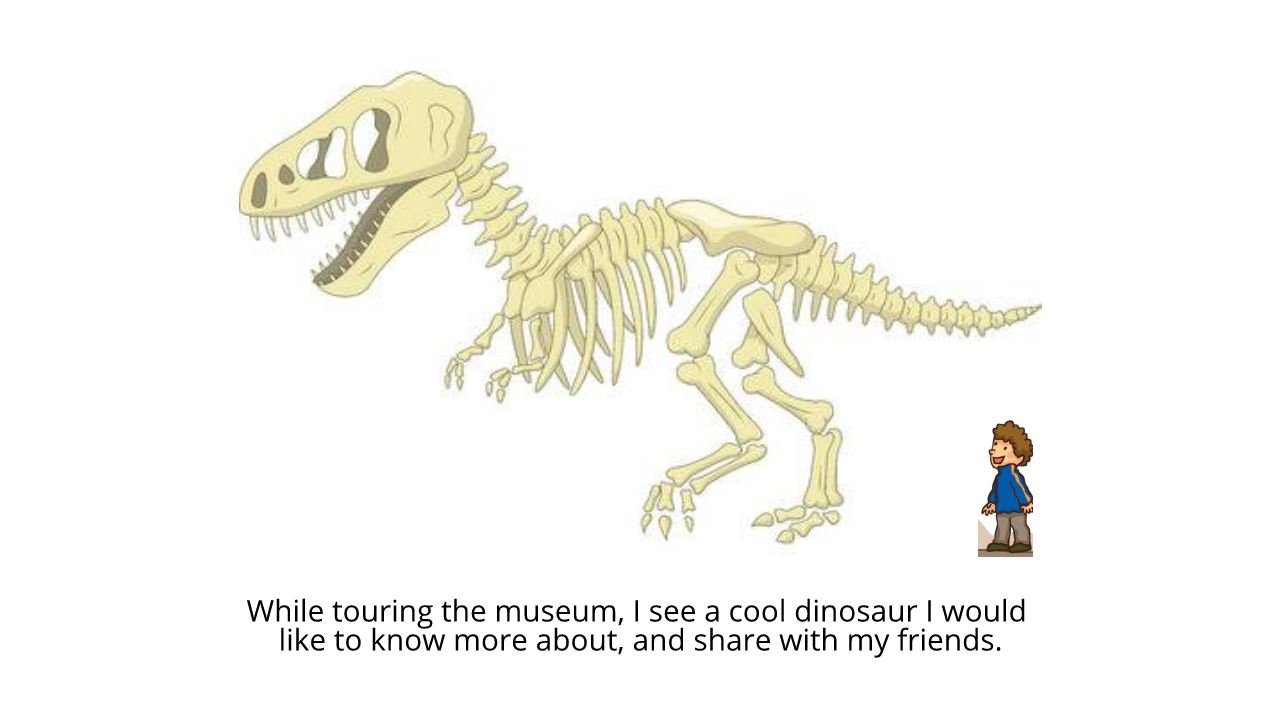 While touring the museum, I see a cool dinosaur I would
like to know more about, and share with my friends.